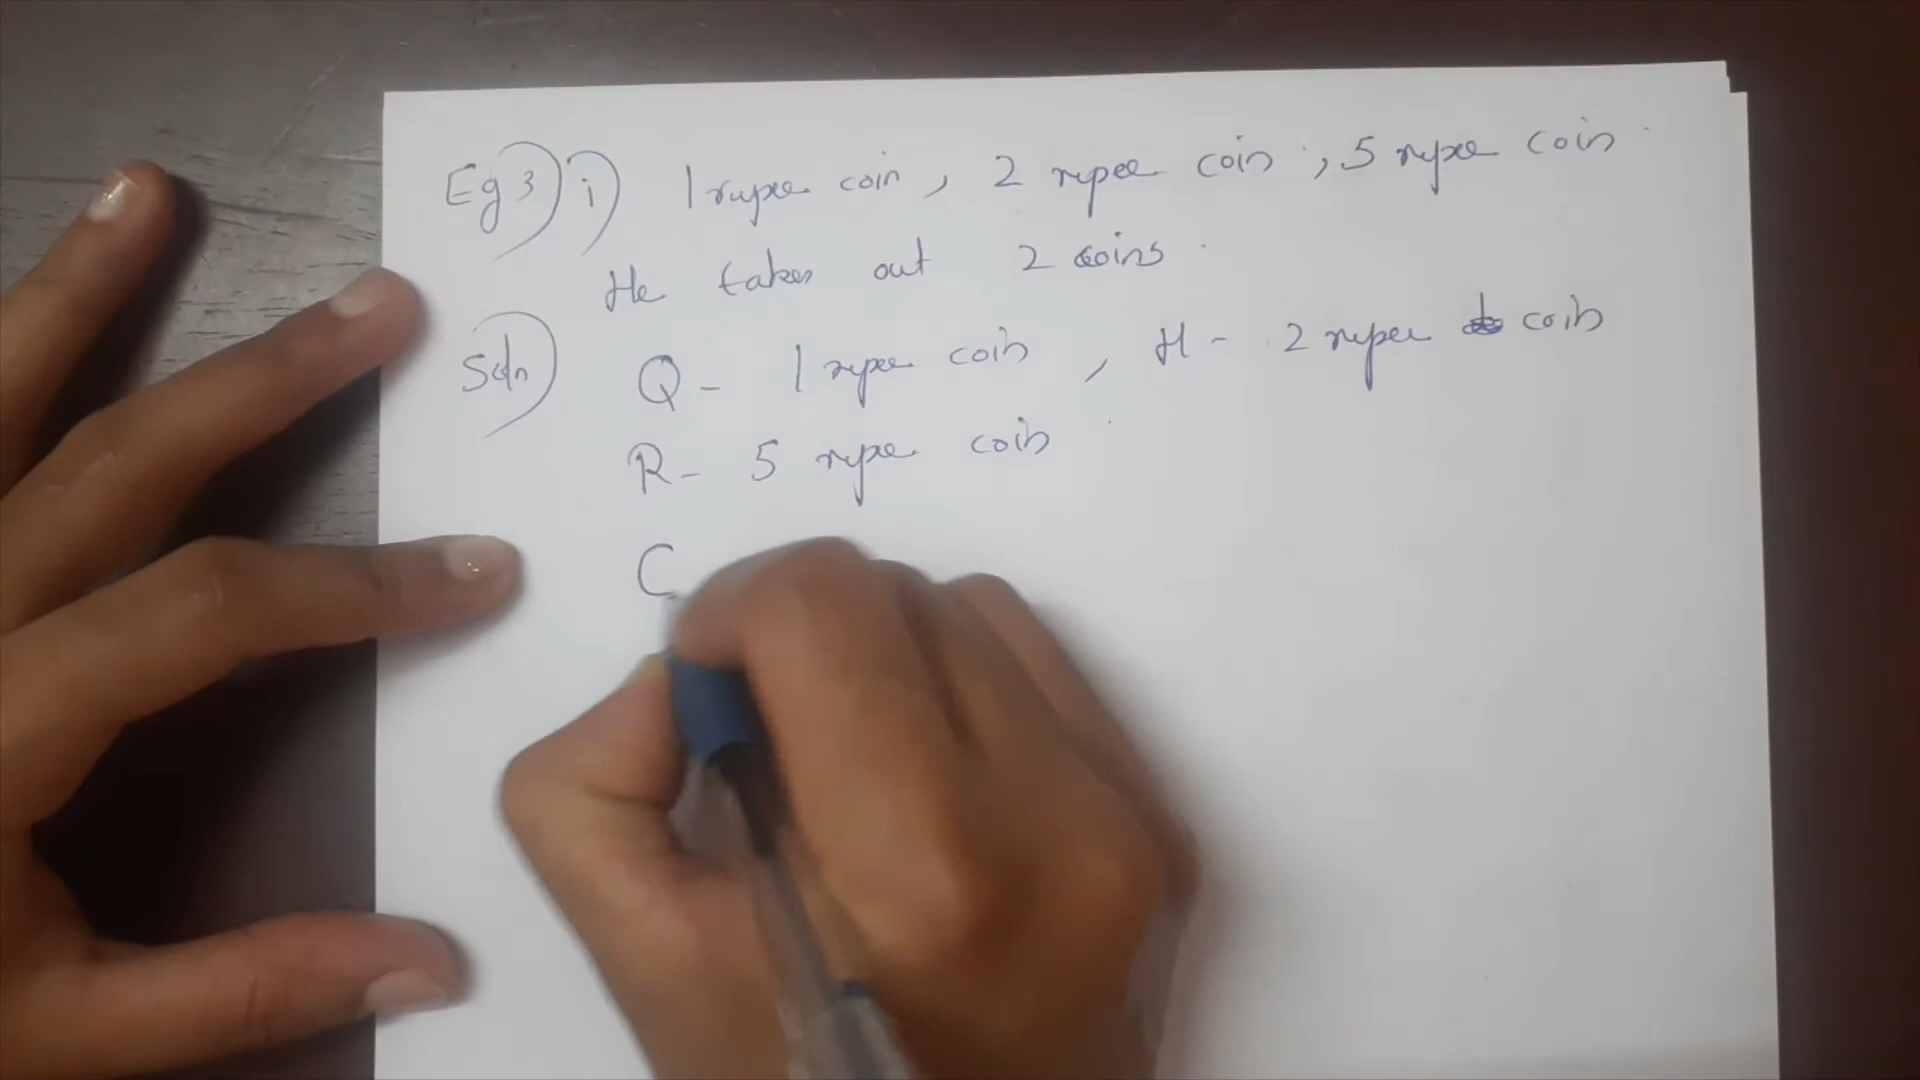 Eg 3) i) 1 rupee coin, 2 rupee coin, 5 rupee coin.
He takes out 2 coins.
Soln) Q - 1 rupee coin, H - 2 rupee coin
R - 5 rupee coin.
C